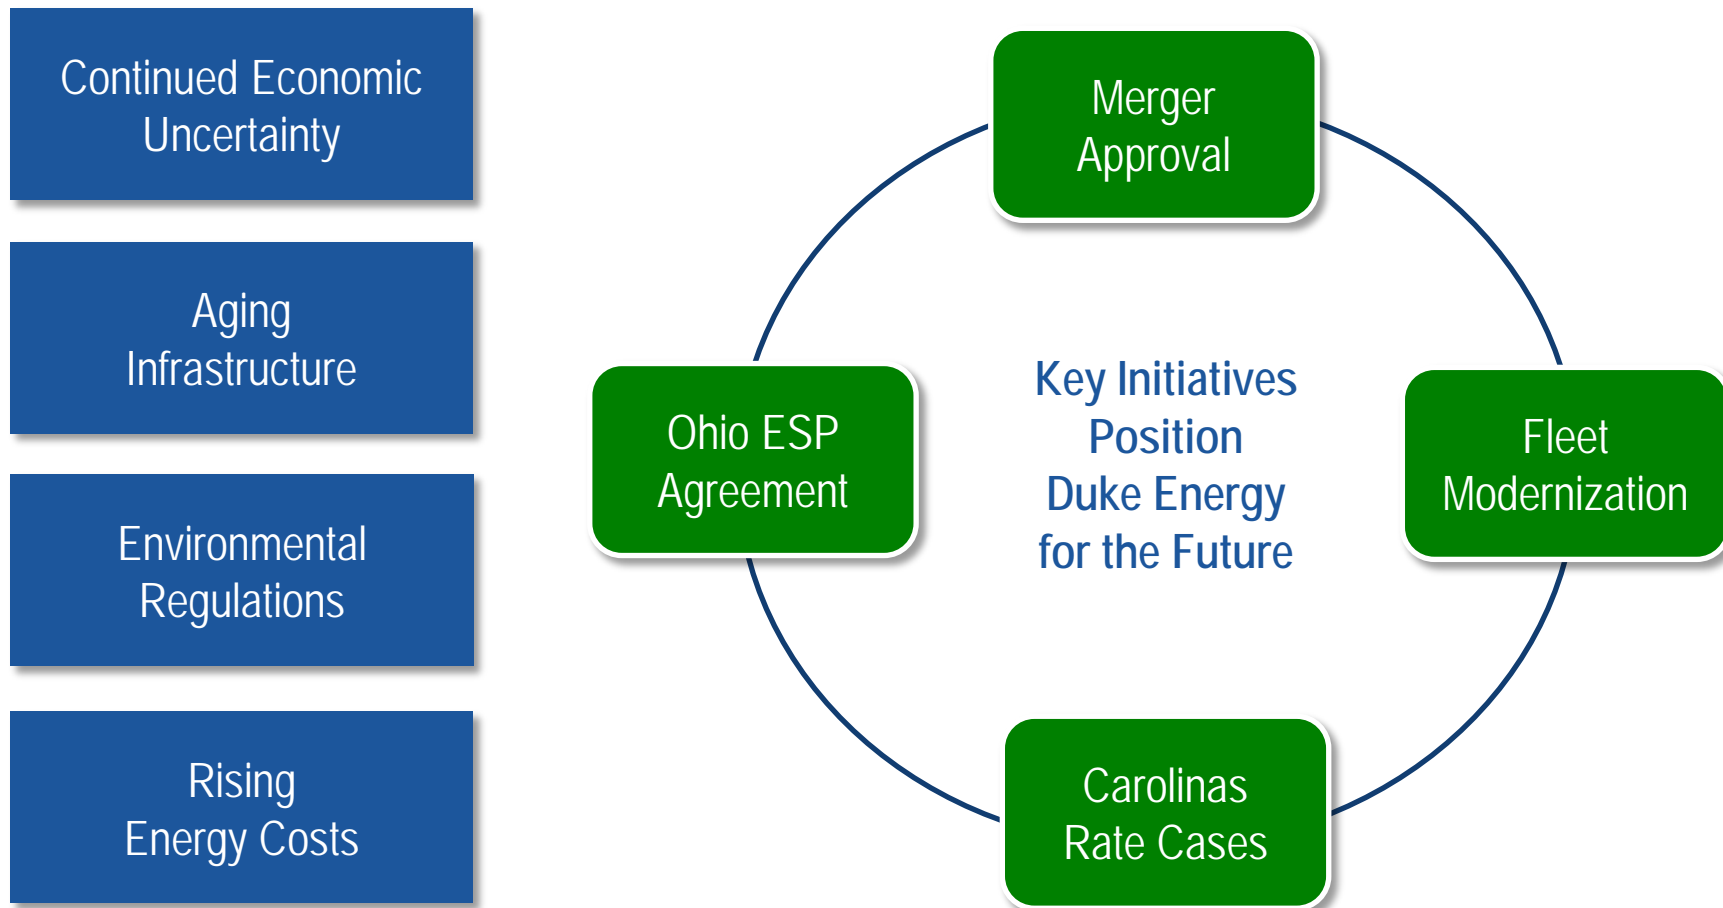 Continued Economic
Uncertainty
Aging
Infrastructure
Environmental
Regulations
Rising
Energy Costs
Merger
Approval
Ohio ESP
Agreement
Key Initiatives
Position
Duke Energy
for the Future
Fleet
Modernization
Carolinas
Rate Cases